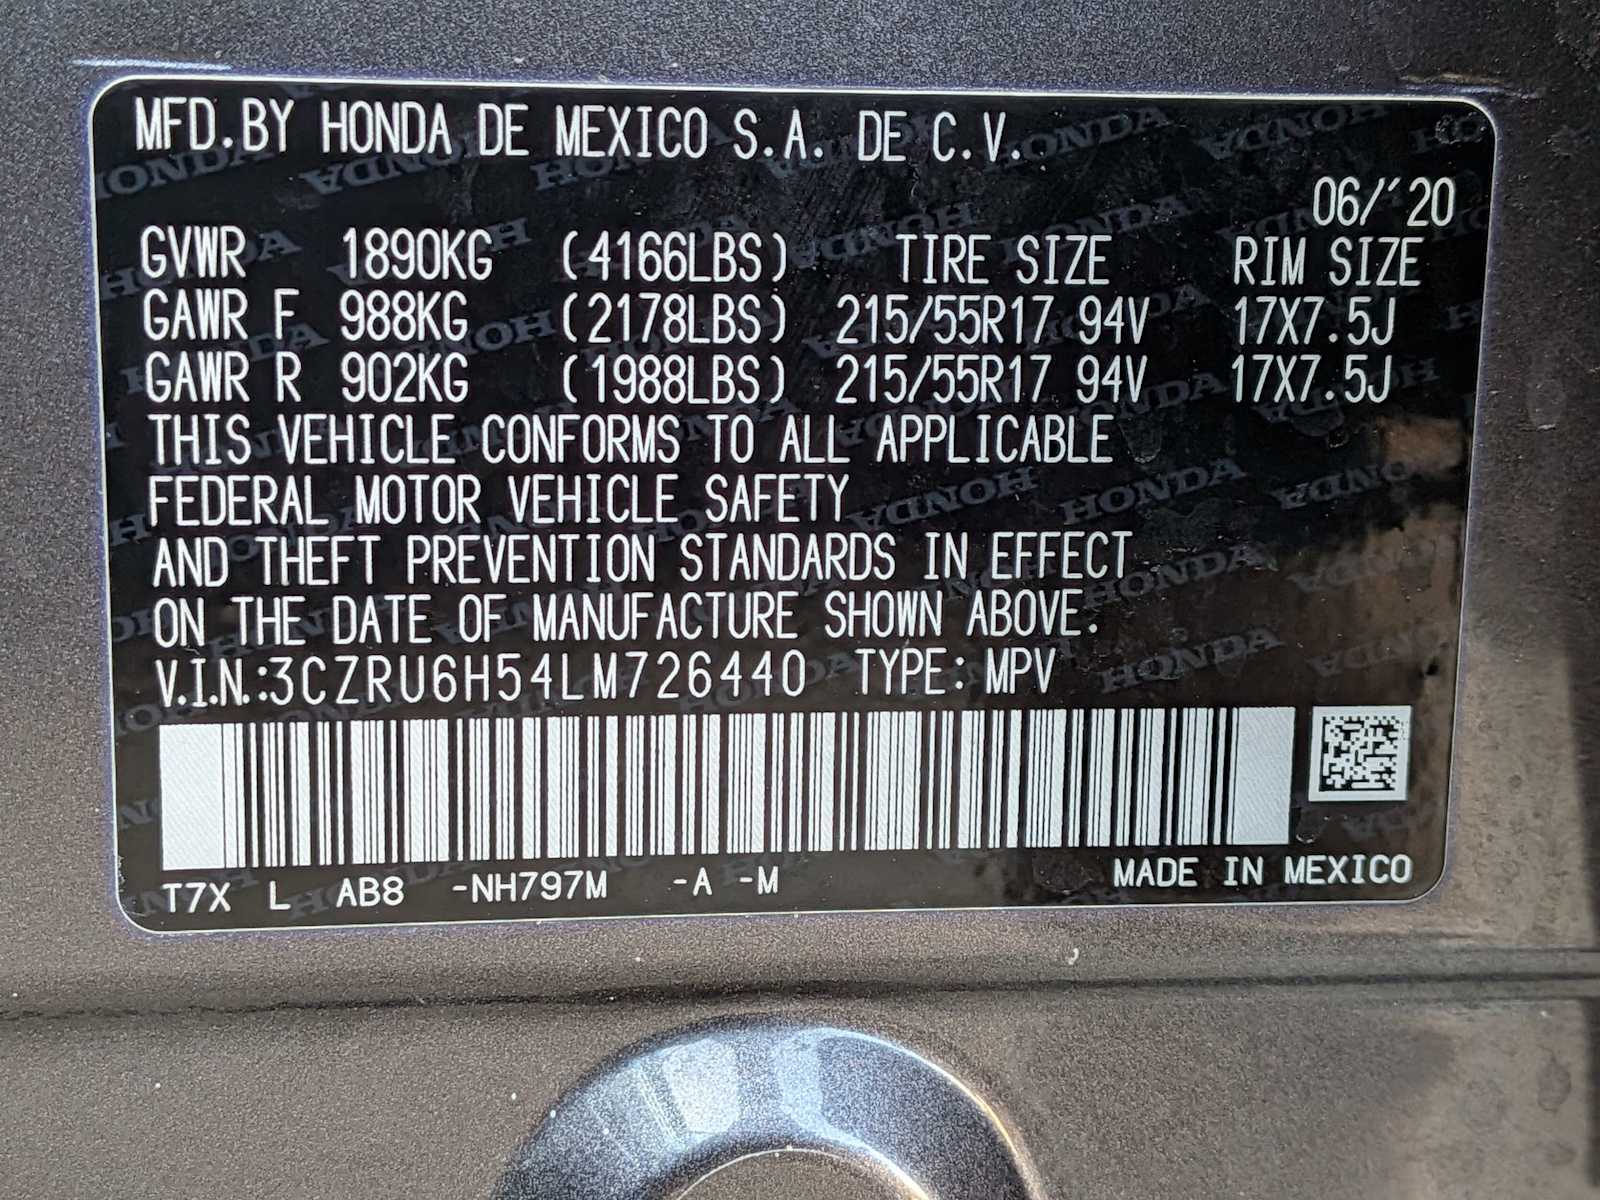 MFD.BY HONDA DE MEXICO S.A. DE C.V.
06/'20
GVWR 1890KG (4166LBS) TIRE SIZE RIM SIZE
GAWR F 988KG (2178LBS) 215/55R17 94V 17X7.5J
GAWR R 902KG (1988LBS) 215/55R17 94V 17X7.5J
THIS VEHICLE CONFORMS TO ALL APPLICABLE
FEDERAL MOTOR VEHICLE SAFETY
AND THEFT PREVENTION STANDARDS IN EFFECT
ON THE DATE OF MANUFACTURE SHOWN ABOVE.
V.I.N.:3CZRU6H54LM726440 TYPE: MPV
T7X L AB8 -NH797M -A -M MADE IN MEXICO